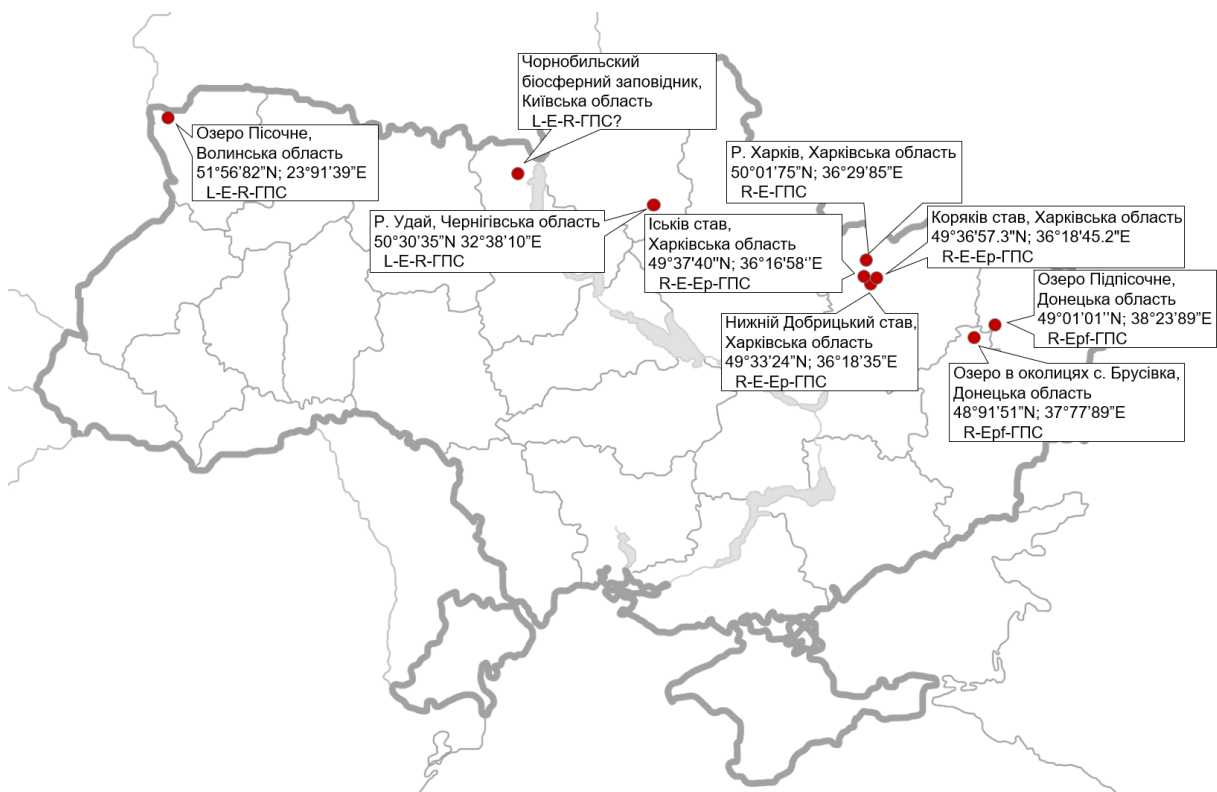 Чорнобильский
біосферний заповідник,
Київська область
L-E-R-ГПС?
Озеро Пісочне,
Волинська область
51°56’82”N; 23°91’39”E
L-E-R-ГПС
Р. Харків, Харківська область
50°01’75”N; 36°29’85”E
R-E-ГПС
Р. Удай, Чернігівська область
50°30’35”N 32°38’10”E
L-E-R-ГПС
Іськів став,
Харківська область
49°37'40"N; 36°16'58‘’E
R-E-Ep-ГПС
Коряків став, Харківська область
49°36'57.3"N; 36°18'45.2"E
R-E-Ep-ГПС
Озеро Підпісочне,
Донецька область
49°01’01’’N; 38°23’89”E
R-Epf-ГПС
Нижній Добрицький став,
Харківська область
49°33’24”N; 36°18’35”E
R-E-Ep-ГПС
Озеро в околицях с. Брусівка,
Донецька область
48°91’51”N; 37°77’89”E
R-Epf-ГПС